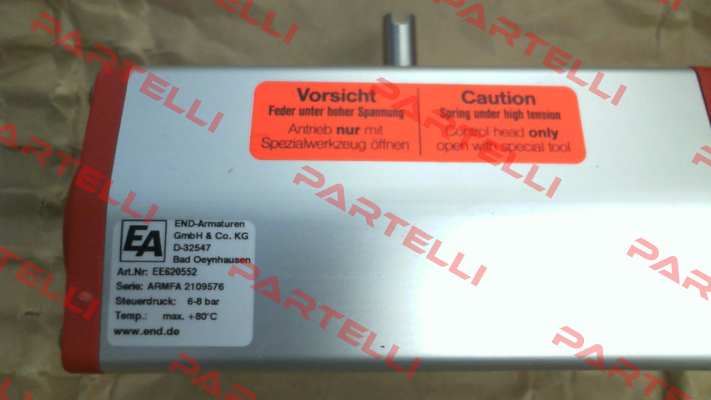 Vorsicht
Feder unter hoher Spannung
Antrieb nur mit
Spezialwerkzeug öffnen
Caution
Spring under high tension
Control head only
open with special tool
EA
END-Armaturen
GmbH & Co. KG
D-32547
Bad Oeynhausen
Art.Nr: EE620552
Serie: ARMFA 2109576
Steuerdruck: 6-8 bar
Temp.: max. +80°C
www.end.de
PARTELLI
PARTELLI
PARTELLI
PARTELLI
PARTELLI
PARTELLI
PARTELLI
PARTELLI
PARTELLI